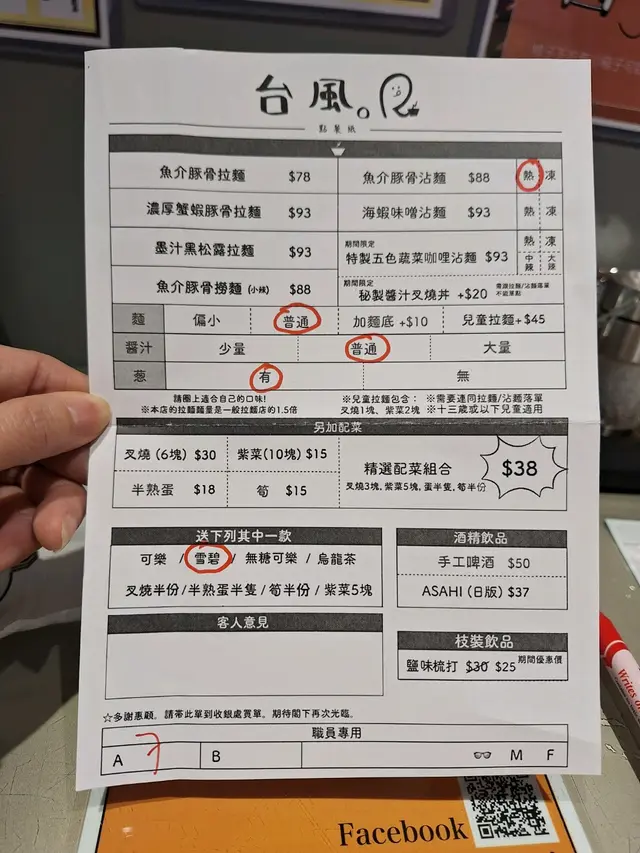 台風。
點餐紙
魚介豚骨拉麵 $78
魚介豚骨沾麵 $88 熱 凍
濃厚蟹蝦豚骨拉麵 $93
海蝦味噌沾麵 $93 熱 凍
墨汁黑松露拉麵 $93
期間限定
特製五色蔬菜咖哩沾麵 $93 熱 凍 中辣 大辣
魚介豚骨撈麵 (小辣) $88
期間限定
秘製醬汁叉燒丼 +$20 需跟拉麵/沾麵落單 不能單點
麵 偏小 普通 加麵底 +$10 兒童拉麵+$45
醬汁 少量 普通 大量
葱 有 無
請圈上適合自己的口味!
※本店的拉麵麵量是一般拉麵店的1.5倍
※兒童拉麵包含: ※需要連同拉麵/沾麵落單
叉燒1塊、紫菜2塊 ※十三歲或以下兒童適用
另加配菜
叉燒 (6塊) $30 紫菜(10塊) $15
半熟蛋 $18 筍 $15
精選配菜組合
叉燒3塊, 紫菜5塊, 蛋半隻, 筍半份
$38
送下列其中一款
可樂 / 雪碧 / 無糖可樂 / 烏龍茶
叉燒半份/半熟蛋半隻/筍半份/紫菜5塊
酒精飲品
手工啤酒 $50
ASAHI (日版) $37
客人意見
枝裝飲品
鹽味梳打 $30 $25 期間優惠價
☆多謝惠顧。請帶此單到收銀處買單。期待閣下再次光臨。
職員專用
A 7 B M F
Facebook
Writes o